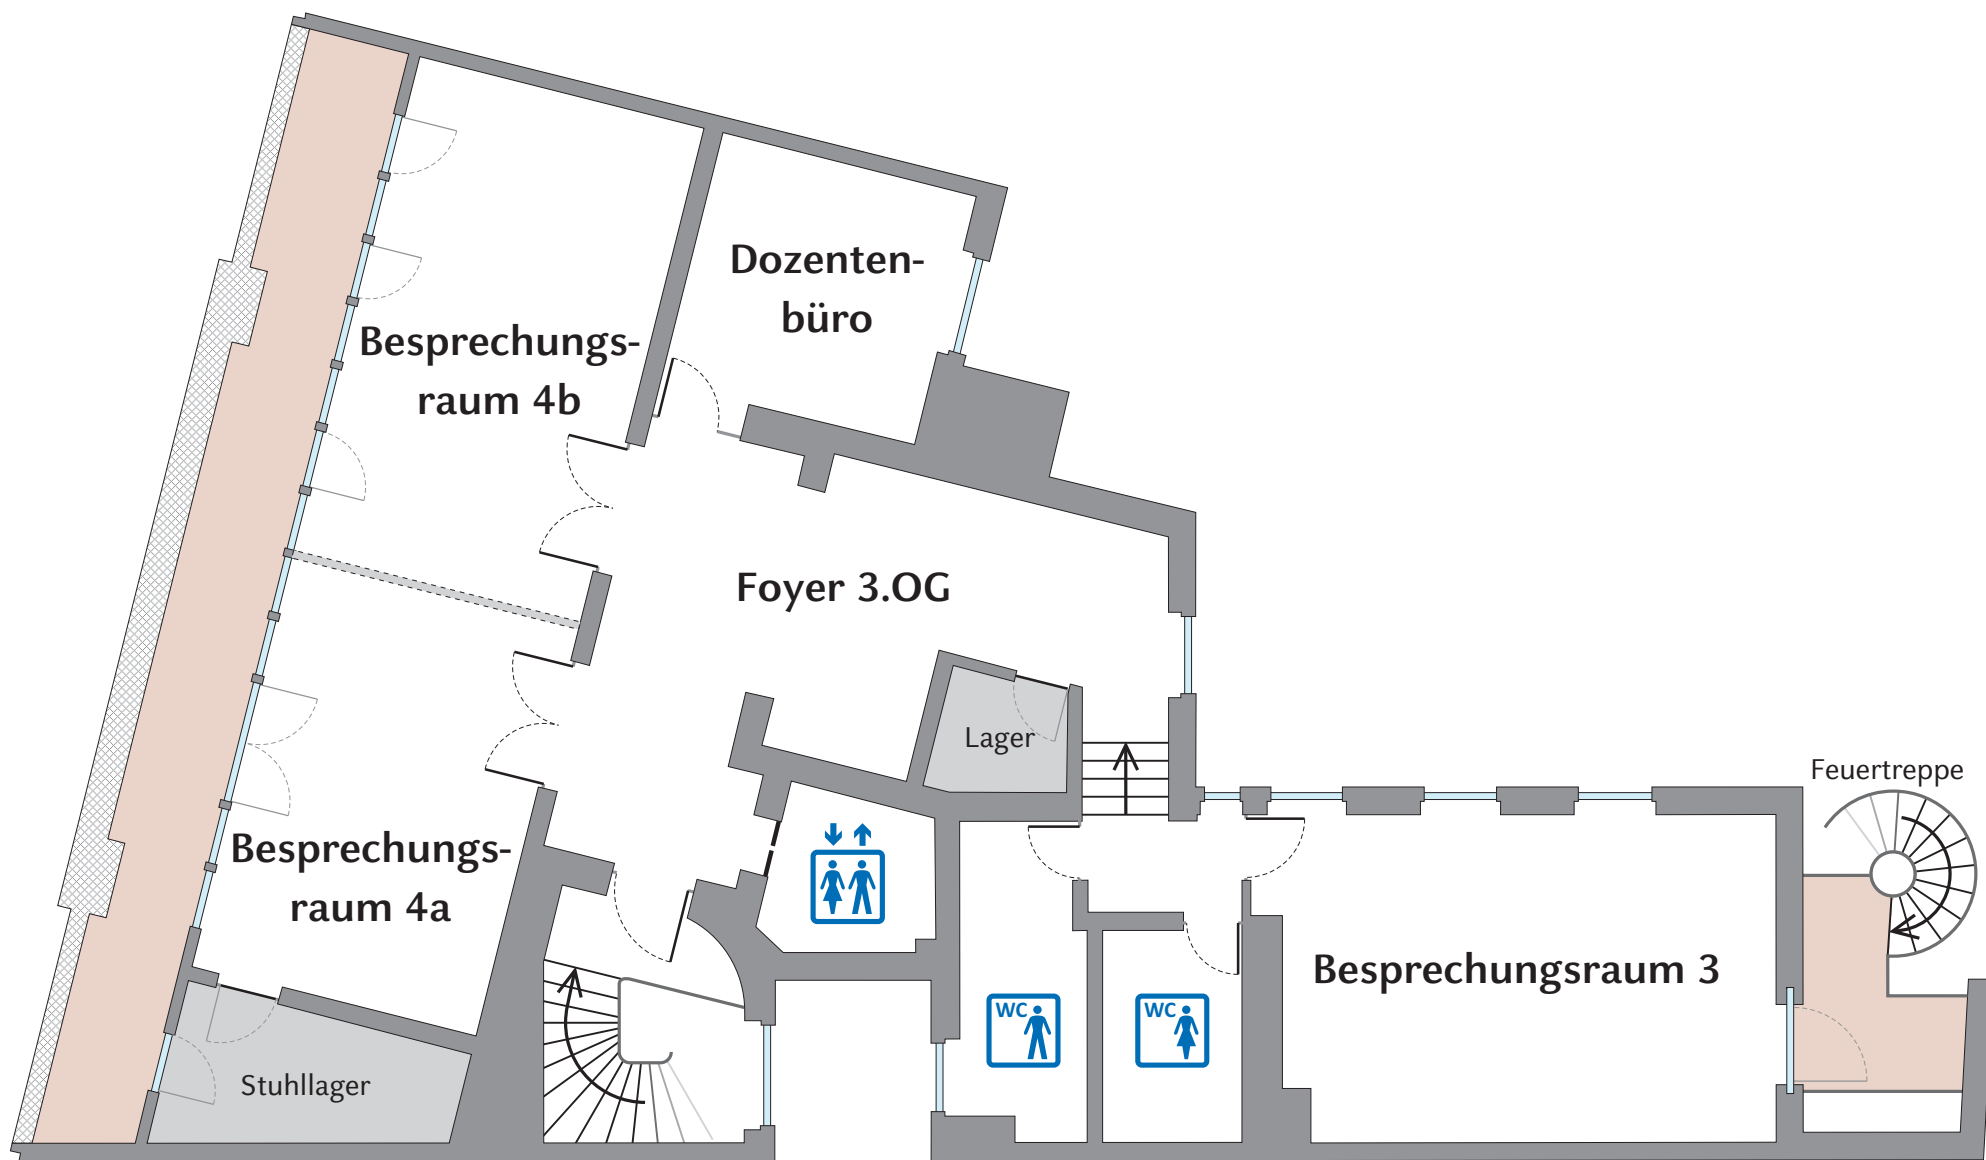 Dozenten-
büro
Besprechungs-
raum 4b
Foyer 3.OG
Lager
Feuertreppe
Besprechungs-
raum 4a
Besprechungsraum 3
WC
WC
Stuhllager